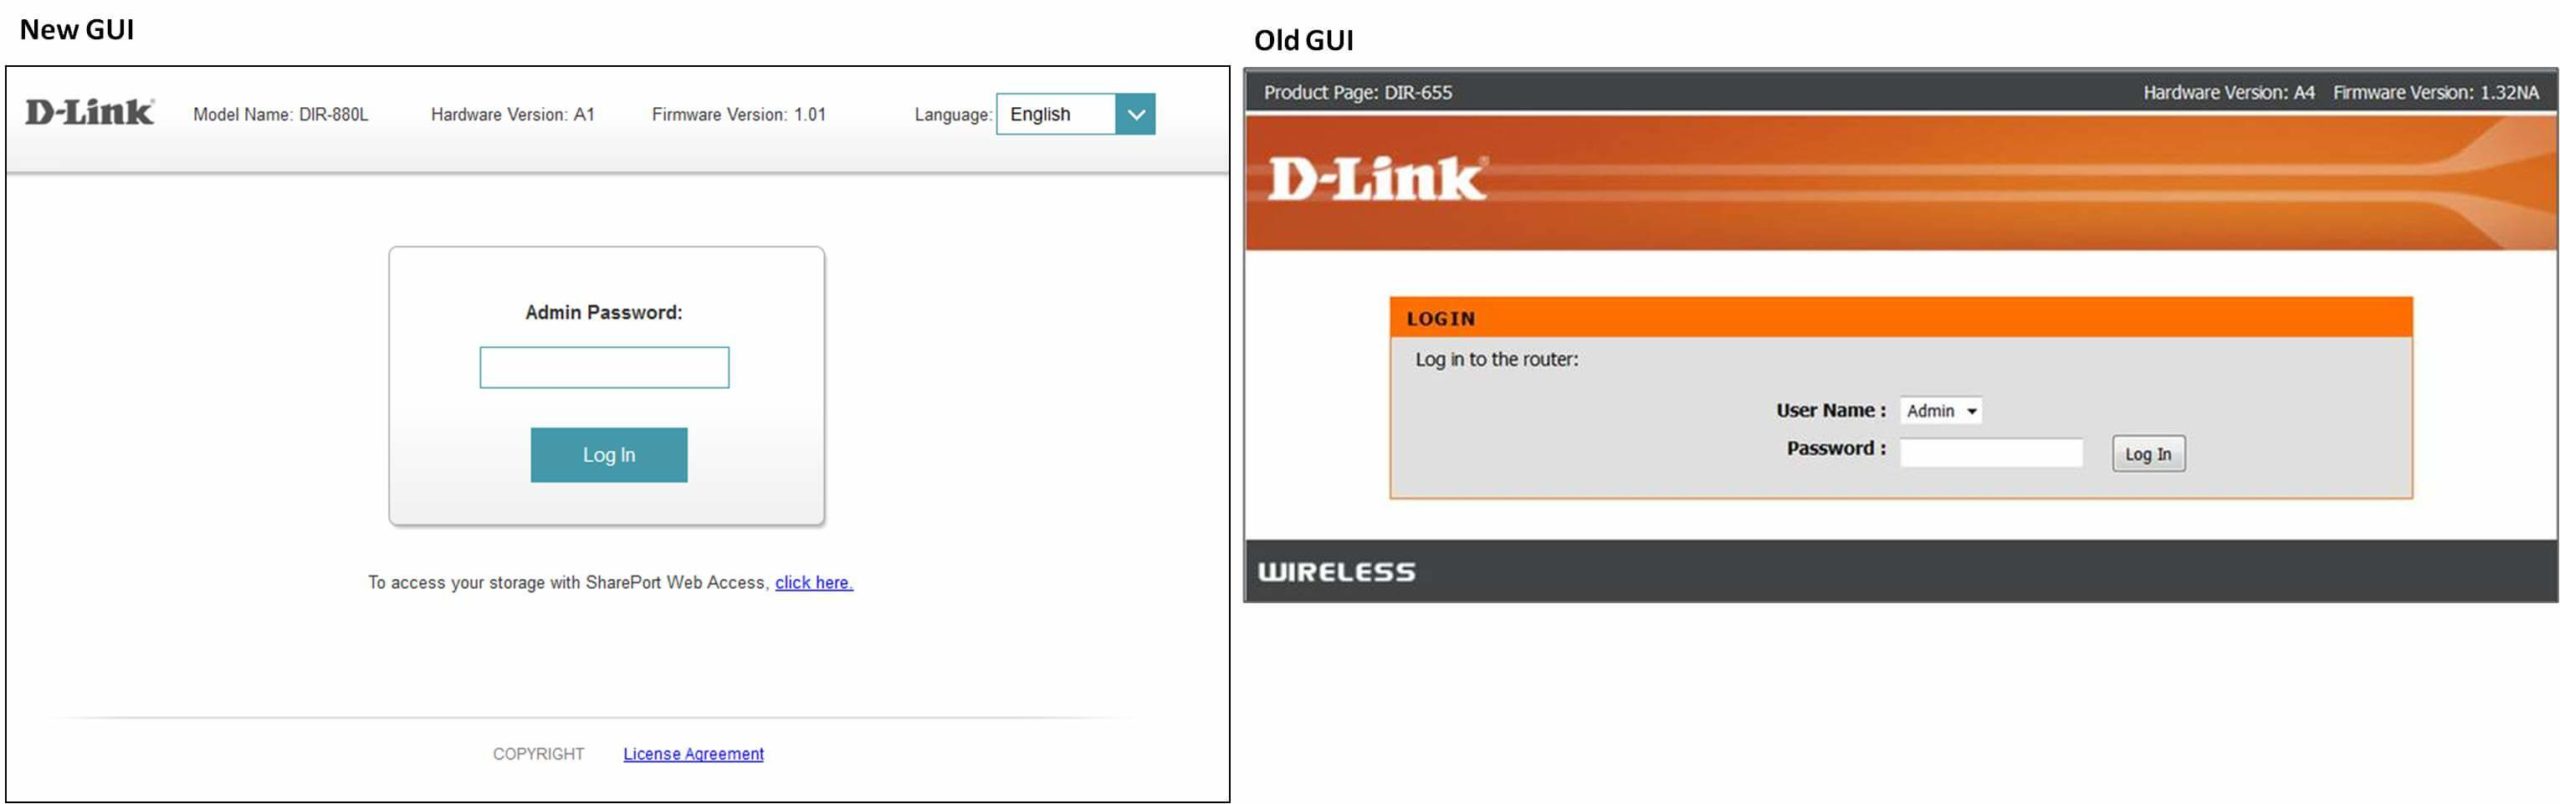 New GUI
D-Link
Model Name: DIR-880L
Hardware Version: A1
Firmware Version: 1.01
Language: English
Admin Password:
Log In
To access your storage with SharePort Web Access, click here.
COPYRIGHT
License Agreement
Old GUI
Product Page: DIR-655
Hardware Version: A4 Firmware Version: 1.32NA
D-Link®
LOGIN
Log in to the router:
User Name : Admin
Password :
Log In
WIRELESS